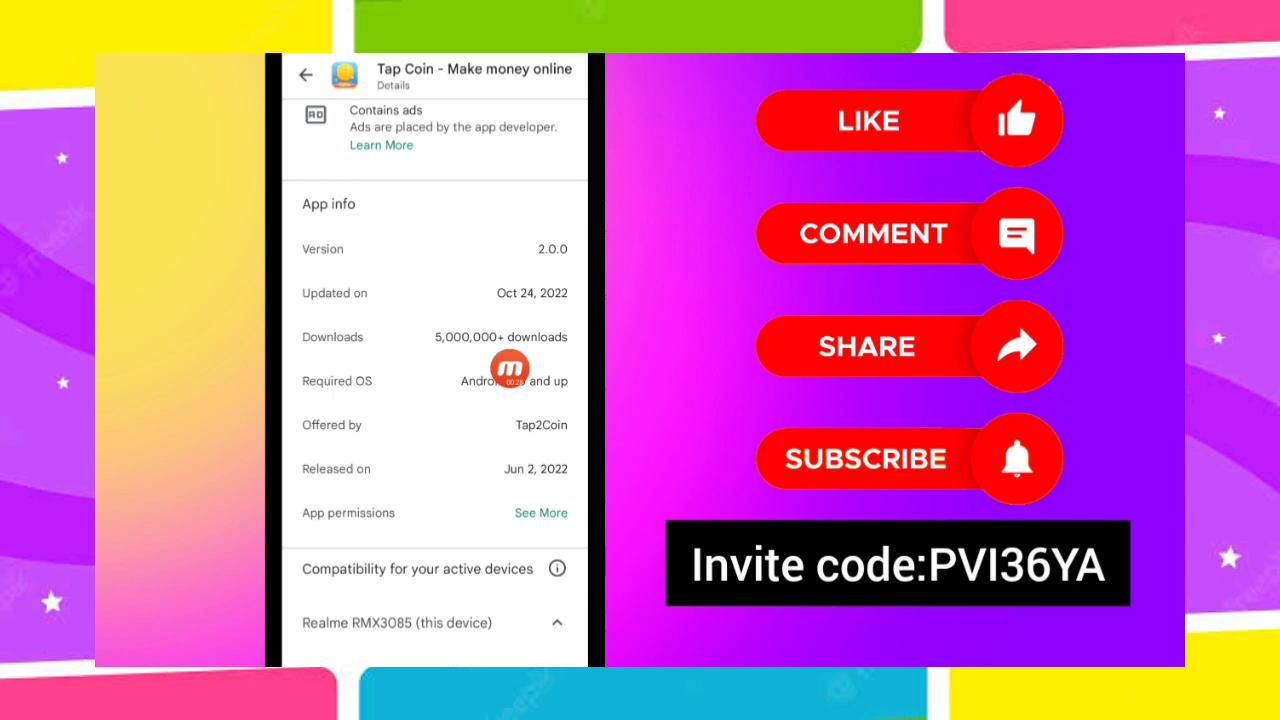 Tap Coin - Make money online
Details
AD
Contains ads
Ads are placed by the app developer.
Learn More
App info
Version 2.0.0
Updated on Oct 24, 2022
Downloads 5,000,000+ downloads
Required OS and up
Offered by Tap2Coin
Released on Jun 2, 2022
App permissions See More
Compatibility for your active devices
Realme RMX3085 (this device)
LIKE
COMMENT
SHARE
SUBSCRIBE
Invite code:PVI36YA